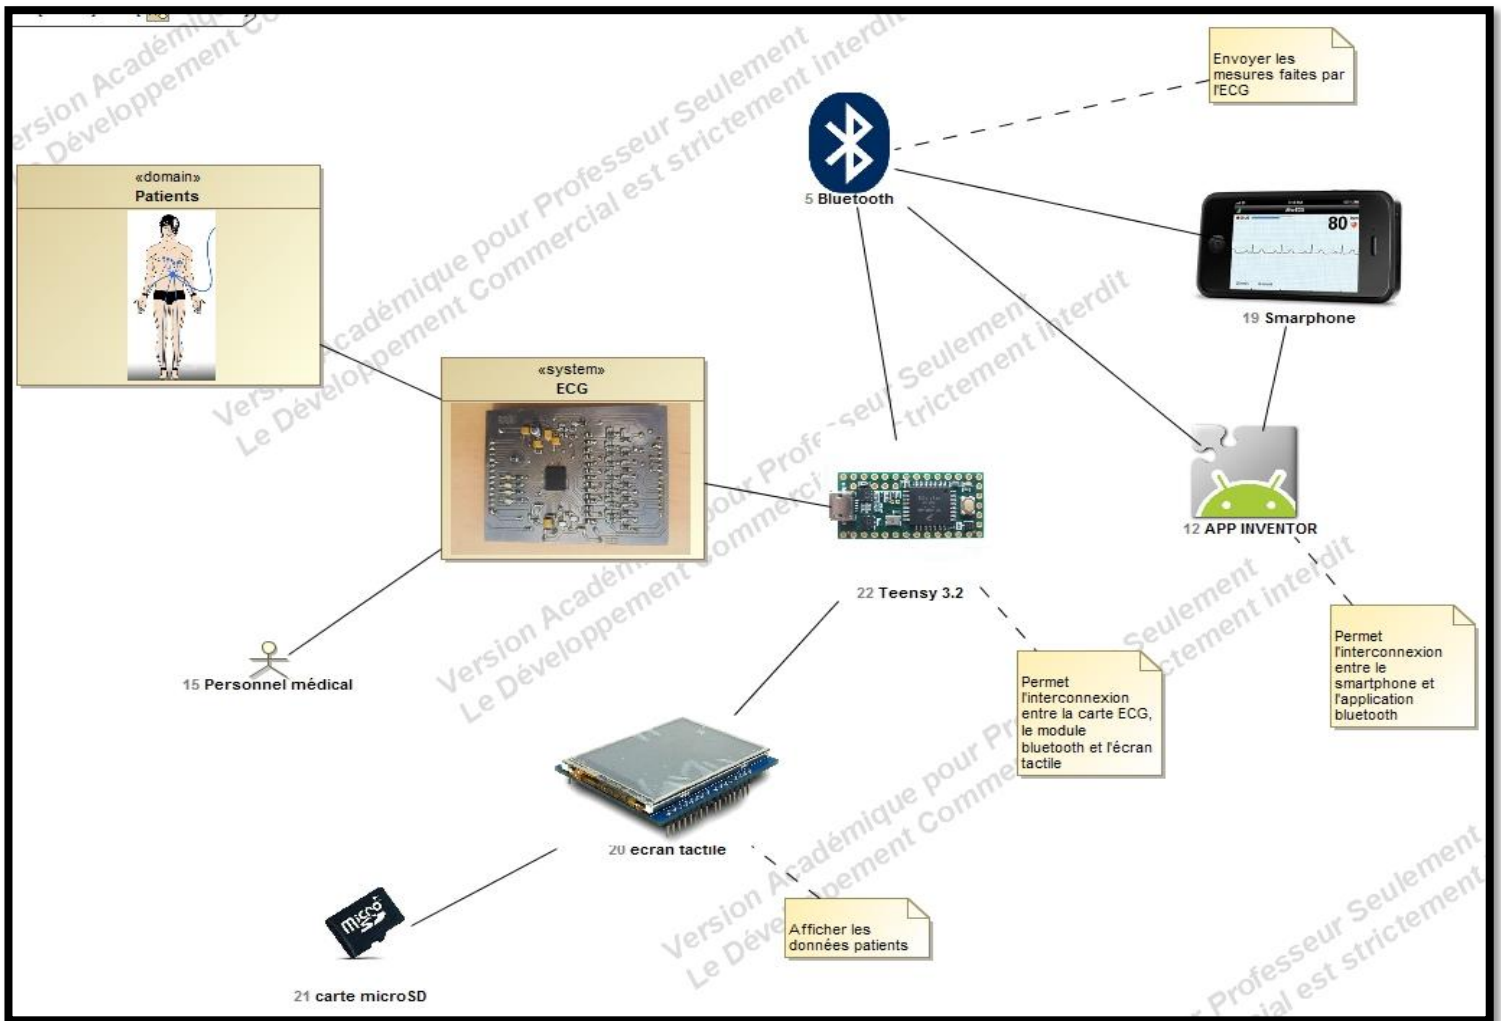 Version Académique pour Professeur Seulement
Le Développement Commercial est strictement interdit
Envoyer les
mesures faites par
l'ECG
«domain»
Patients
5 Bluetooth
80
19 Smarphone
«system»
ECG
12 APP INVENTOR
22 Teensy 3.2
Permet
l'interconnexion
entre le
smartphone et
l'application
bluetooth
15 Personnel médical
Permet
l'interconnexion
entre la carte ECG,
le module
bluetooth et l'écran
tactile
20 ecran tactile
micro
SD
Afficher les
données patients
21 carte microSD